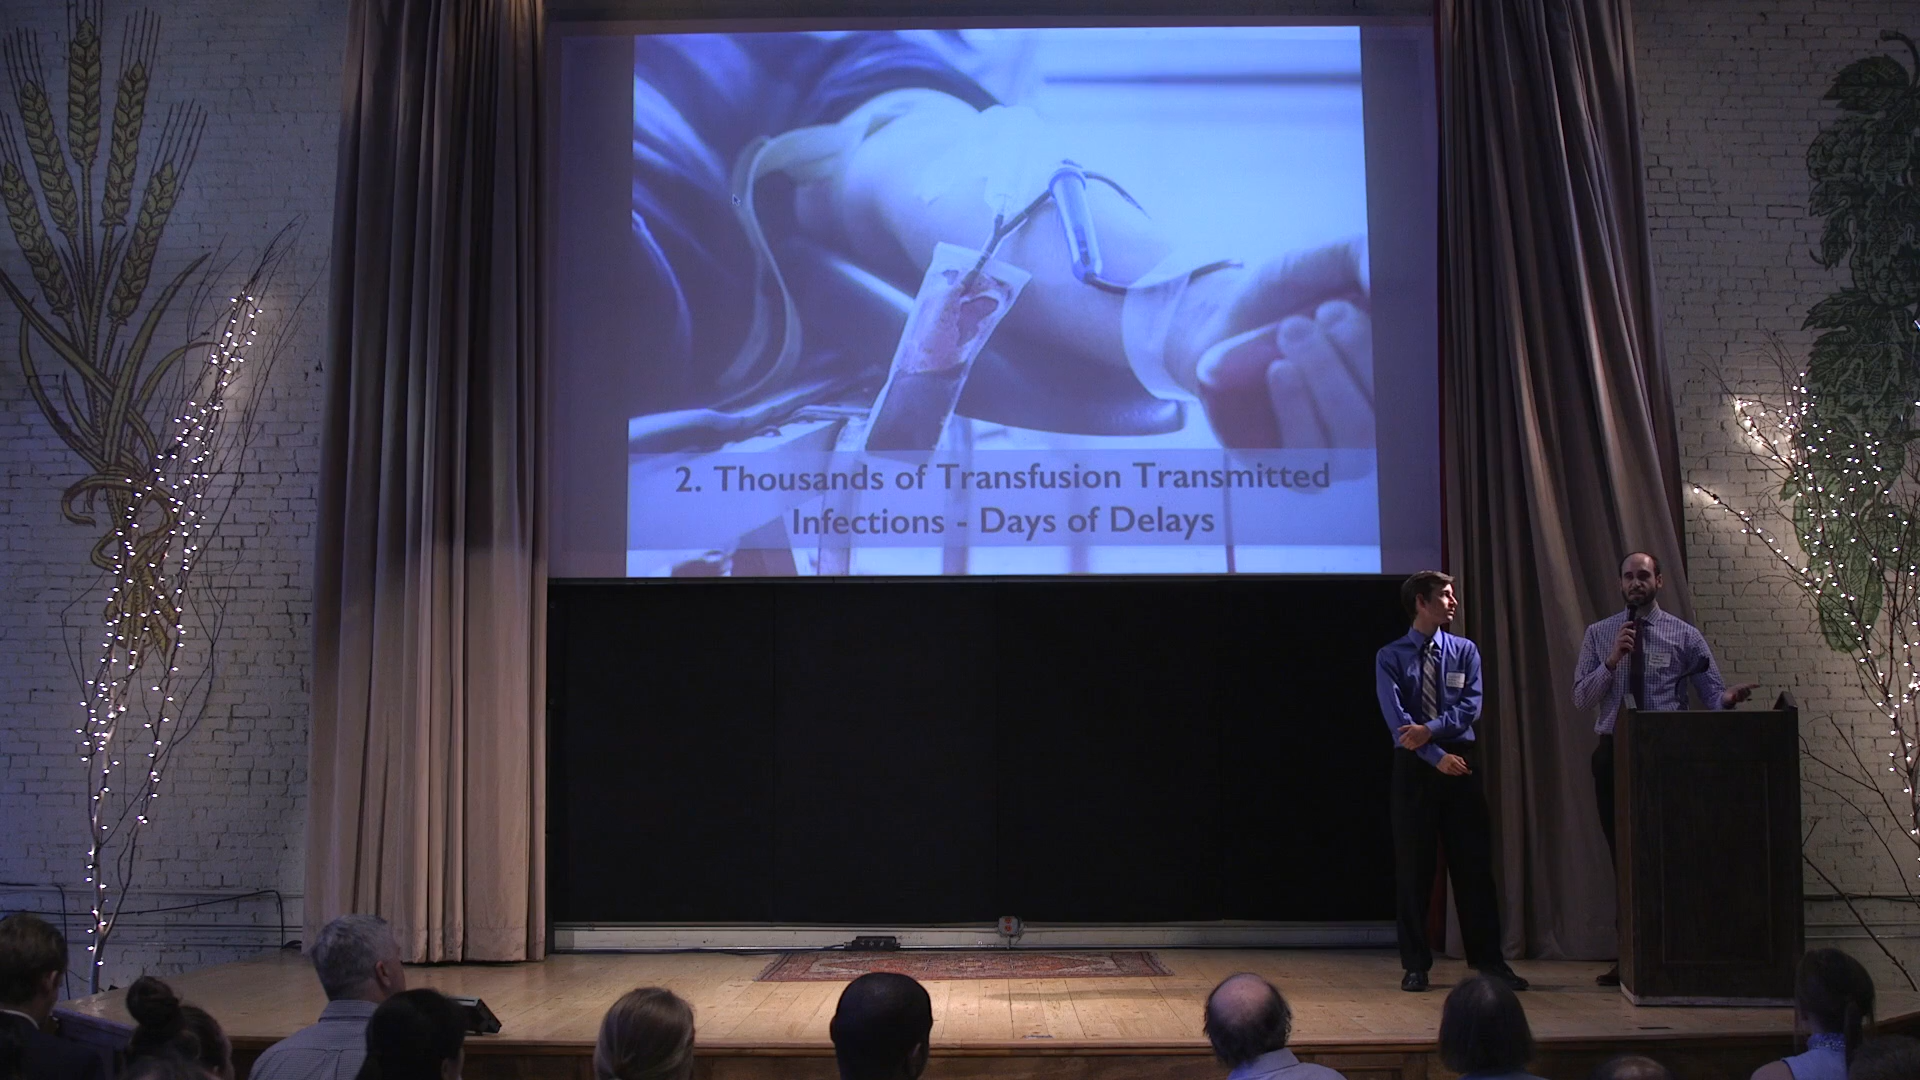 2. Thousands of Transfusion Transmitted
Infections - Days of Delays